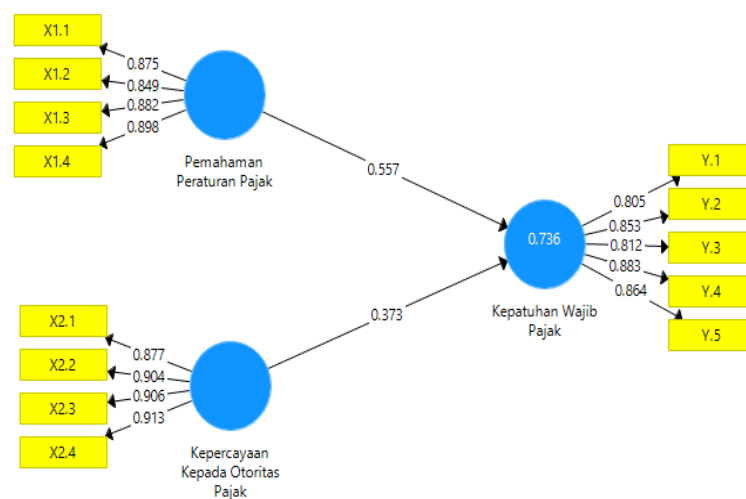 X1.1
X1.2
X1.3
X1.4
0.875
0.849
0.882
0.898
Pemahaman
Peraturan Pajak
0.557
X2.1
X2.2
X2.3
X2.4
0.877
0.904
0.906
0.913
Kepercayaan
Kepada Otoritas
Pajak
0.373
0.736
Kepatuhan Wajib
Pajak
0.805
0.853
0.812
0.883
0.864
Y.1
Y.2
Y.3
Y.4
Y.5